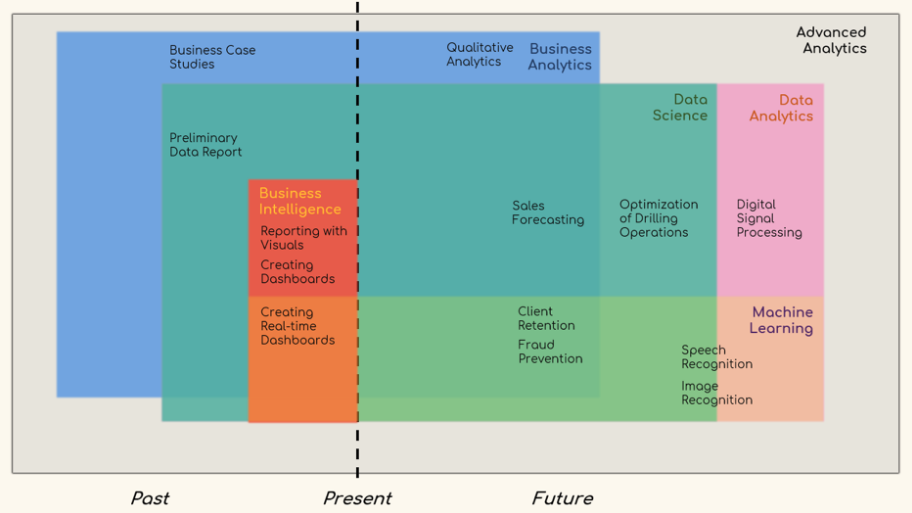 Advanced
Analytics
Business Case
Studies
Qualitative
Analytics
Business
Analytics
Data
Science
Data
Analytics
Preliminary
Data Report
Business
Intelligence
Reporting with
Visuals
Creating
Dashboards
Sales
Forecasting
Optimization
of Drilling
Operations
Digital
Signal
Processing
Creating
Real-time
Dashboards
Client
Retention
Fraud
Prevention
Machine
Learning
Speech
Recognition
Image
Recognition
Past
Present
Future